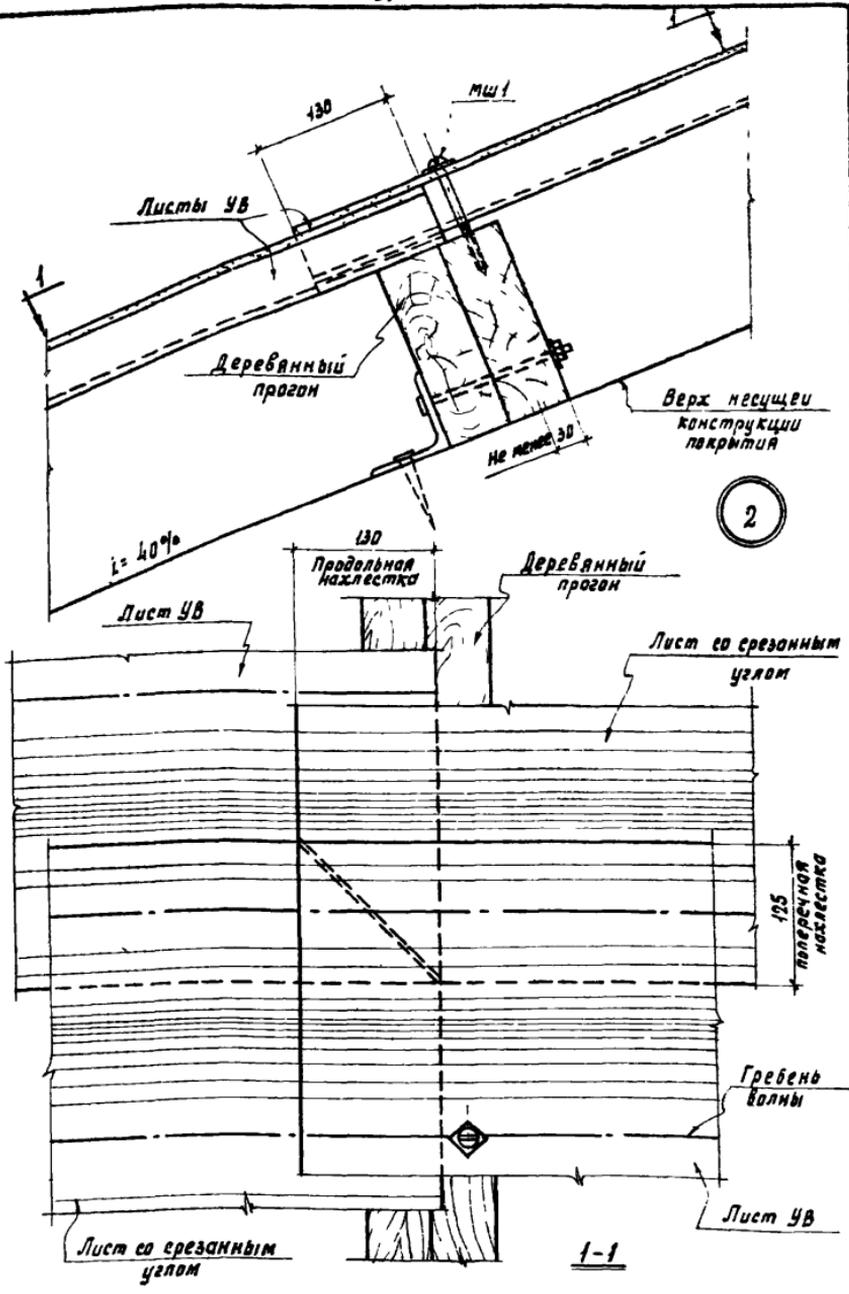 130
мш1
Листы УВ
1
Деревянный
прогон
Верх несущей
конструкции
покрытия
Не менее 30
2
i= 40%
130
Продольная
нахлестка
Деревянный
прогон
Лист УВ
Лист со срезанным
углом
125
поперечная
нахлестка
Гребень
волны
Лист УВ
Лист со срезанным
углом
1-1